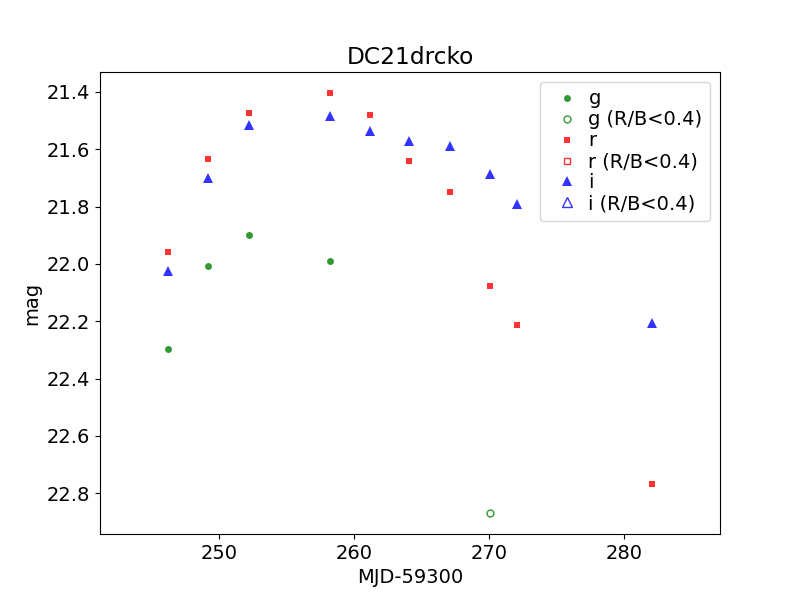 DC21drcko
21.4
21.6
21.8
22.0
22.2
22.4
22.6
22.8
mag
g
g (R/B<0.4)
r
r (R/B<0.4)
i
i (R/B<0.4)
250
260
270
280
MJD-59300